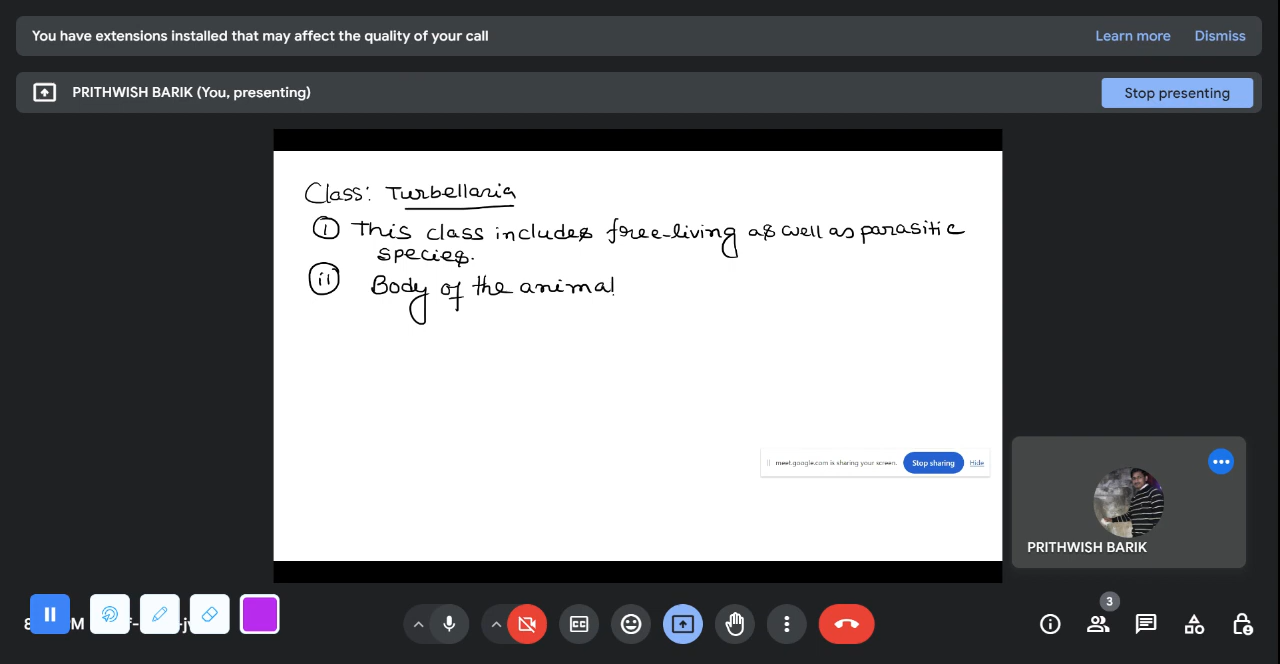 You have extensions installed that may affect the quality of your call Learn more Dismiss
PRITHWISH BARIK (You, presenting) Stop presenting
Class: Turbellaria
(i) This class includes free-living as well as parasitic
species.
(ii) Body of the animal
meet.google.com is sharing your screen. Stop sharing Hide
PRITHWISH BARIK
3
CC